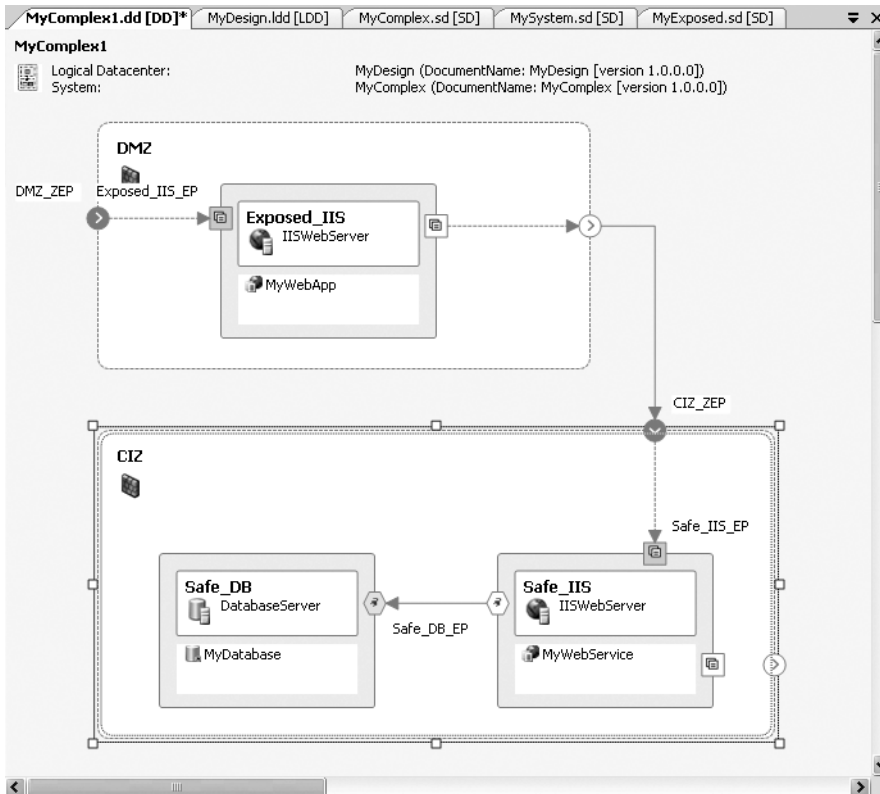 MyComplex1.dd [DD]* MyDesign.ldd [LDD] MyComplex.sd [SD] MySystem.sd [SD] MyExposed.sd [SD]
MyComplex1
Logical Datacenter: MyDesign (DocumentName: MyDesign [version 1.0.0.0])
System: MyComplex (DocumentName: MyComplex [version 1.0.0.0])
DMZ
DMZ_ZEP Exposed_IIS_EP
Exposed_IIS
IISWebServer
MyWebApp
CIZ_ZEP
CIZ
Safe_IIS_EP
Safe_DB
DatabaseServer
MyDatabase
Safe_DB_EP
Safe_IIS
IISWebServer
MyWebService